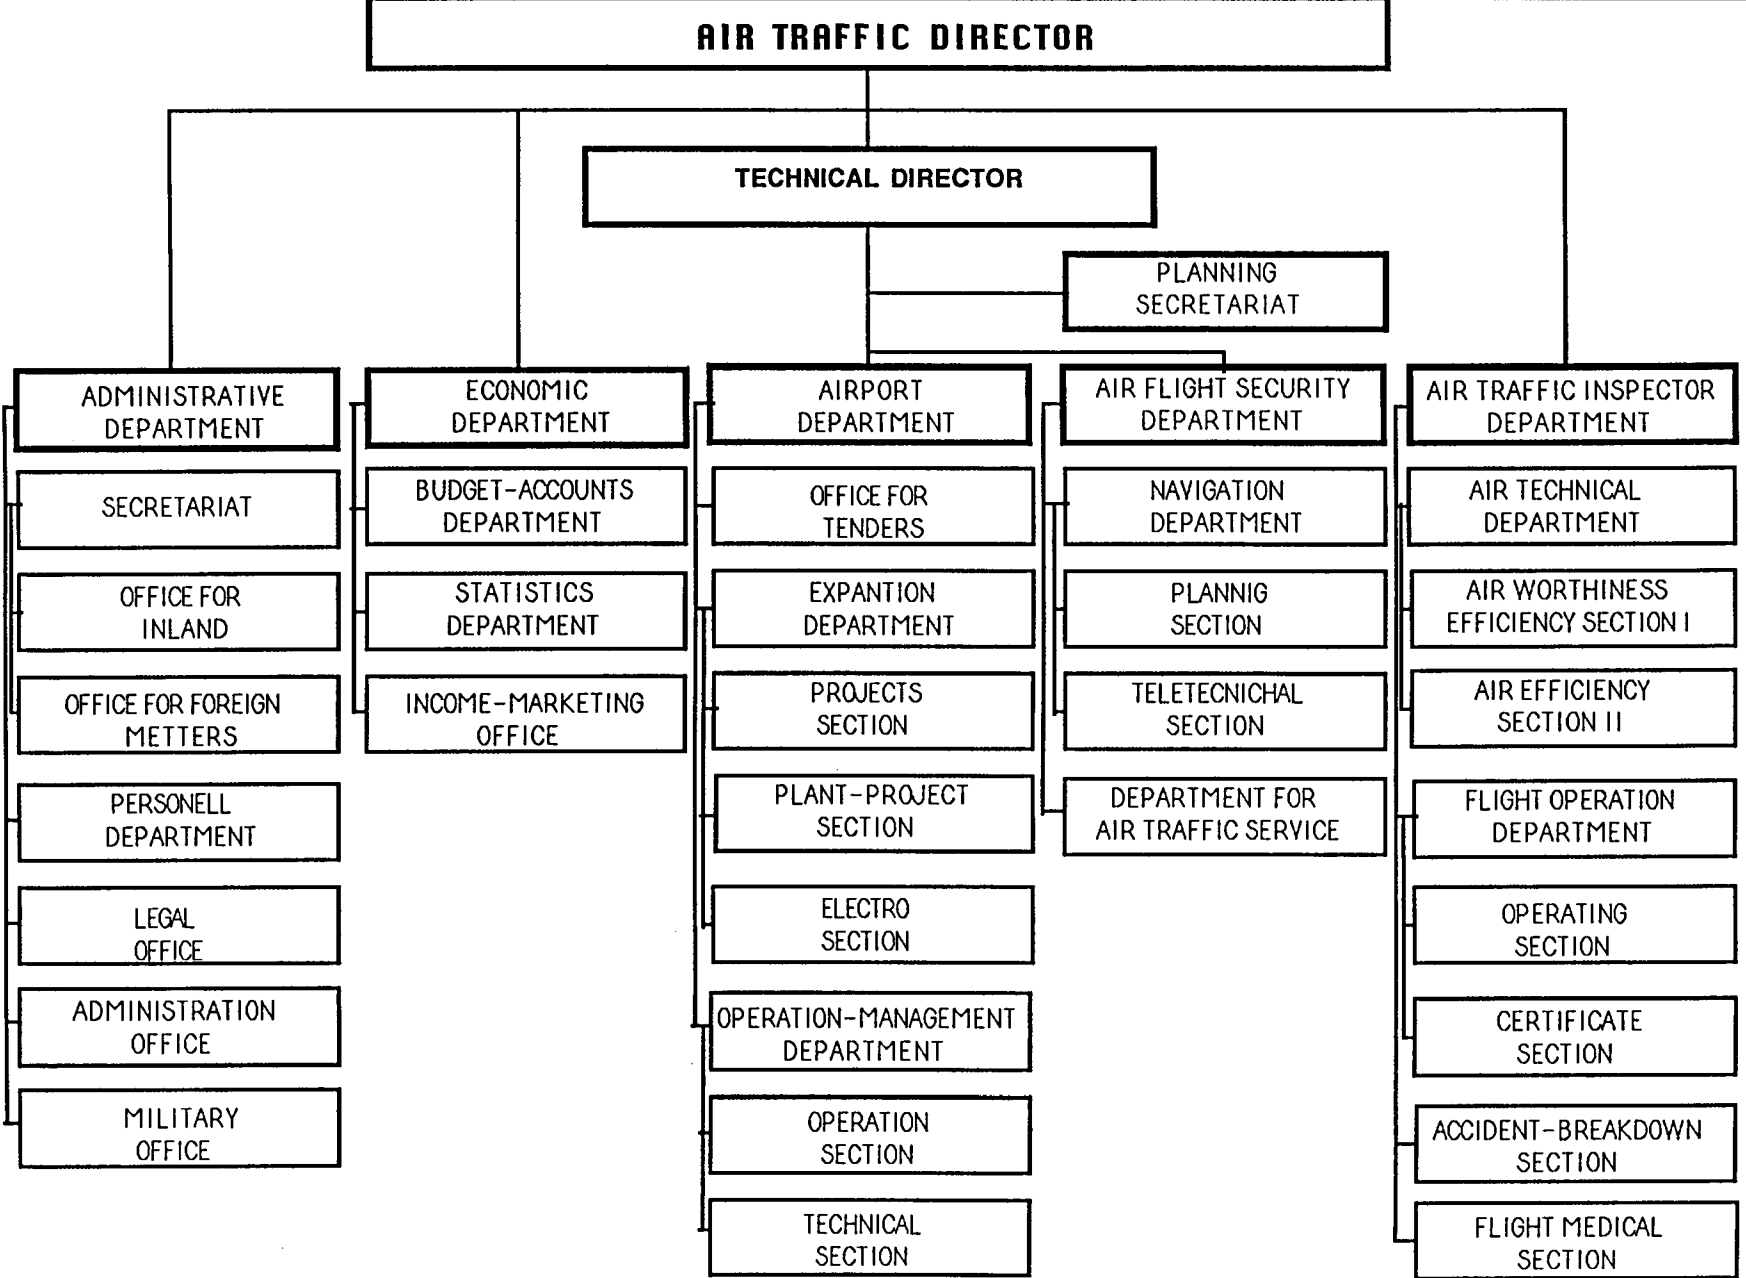 AIR TRAFFIC DIRECTOR
TECHNICAL DIRECTOR
PLANNING
SECRETARIAT
ADMINISTRATIVE
DEPARTMENT
SECRETARIAT
OFFICE FOR
INLAND
OFFICE FOR FOREIGN
METTERS
PERSONELL
DEPARTMENT
LEGAL
OFFICE
ADMINISTRATION
OFFICE
MILITARY
OFFICE
ECONOMIC
DEPARTMENT
BUDGET-ACCOUNTS
DEPARTMENT
STATISTICS
DEPARTMENT
INCOME-MARKETING
OFFICE
AIRPORT
DEPARTMENT
OFFICE FOR
TENDERS
EXPANTION
DEPARTMENT
PROJECTS
SECTION
PLANT-PROJECT
SECTION
ELECTRO
SECTION
OPERATION-MANAGEMENT
DEPARTMENT
OPERATION
SECTION
TECHNICAL
SECTION
AIR FLIGHT SECURITY
DEPARTMENT
NAVIGATION
DEPARTMENT
PLANNIG
SECTION
TELETECNICHAL
SECTION
DEPARTMENT FOR
AIR TRAFFIC SERVICE
AIR TRAFFIC INSPECTOR
DEPARTMENT
AIR TECHNICAL
DEPARTMENT
AIR WORTHINESS
EFFICIENCY SECTION I
AIR EFFICIENCY
SECTION II
FLIGHT OPERATION
DEPARTMENT
OPERATING
SECTION
CERTIFICATE
SECTION
ACCIDENT-BREAKDOWN
SECTION
FLIGHT MEDICAL
SECTION